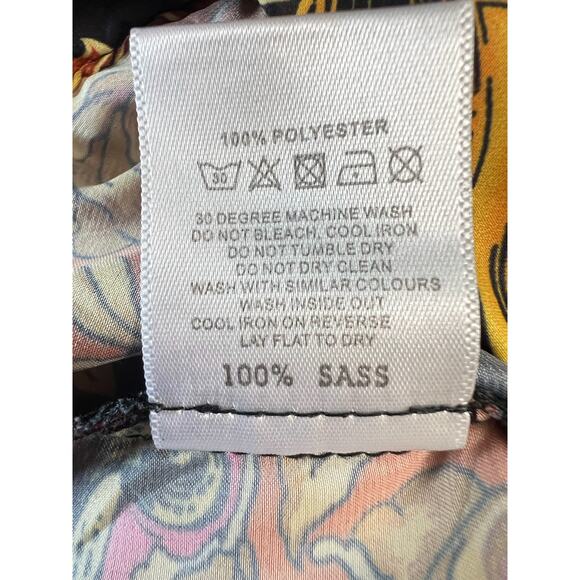 100% POLYESTER
30
30 DEGREE MACHINE WASH
DO NOT BLEACH. COOL IRON
DO NOT TUMBLE DRY
DO NOT DRY CLEAN
WASH WITH SIMILAR COLOURS
WASH INSIDE OUT
COOL IRON ON REVERSE
LAY FLAT TO DRY
100% SASS